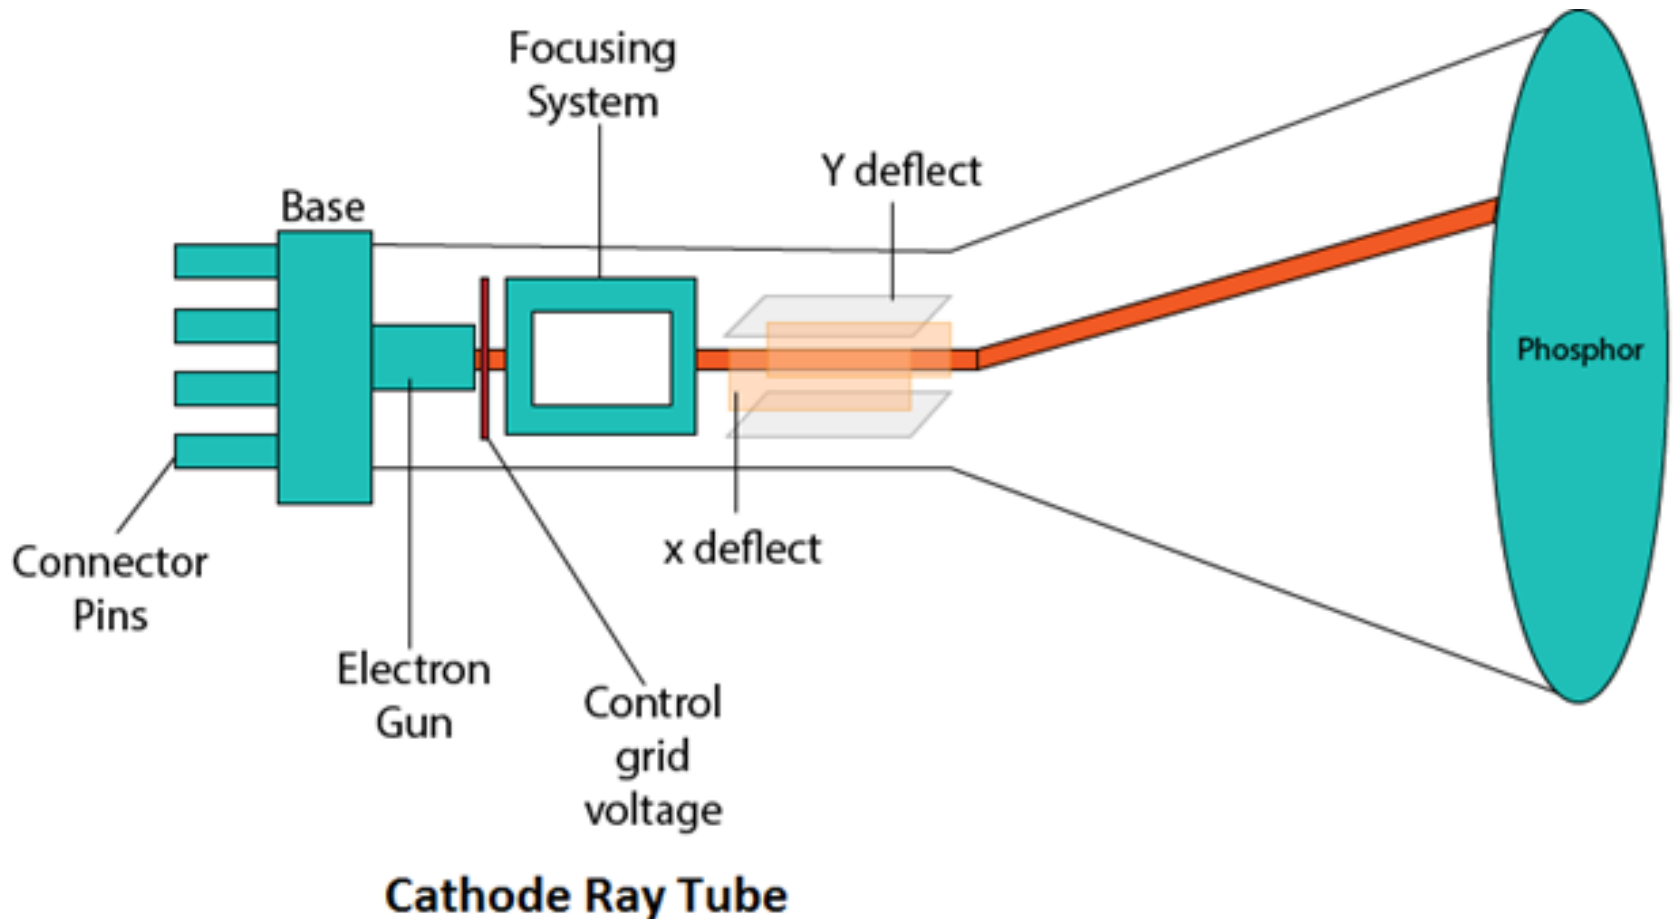 Focusing
System
Y deflect
Base
Phosphor
x deflect
Connector
Pins
Electron
Gun
Control
grid
voltage
Cathode Ray Tube